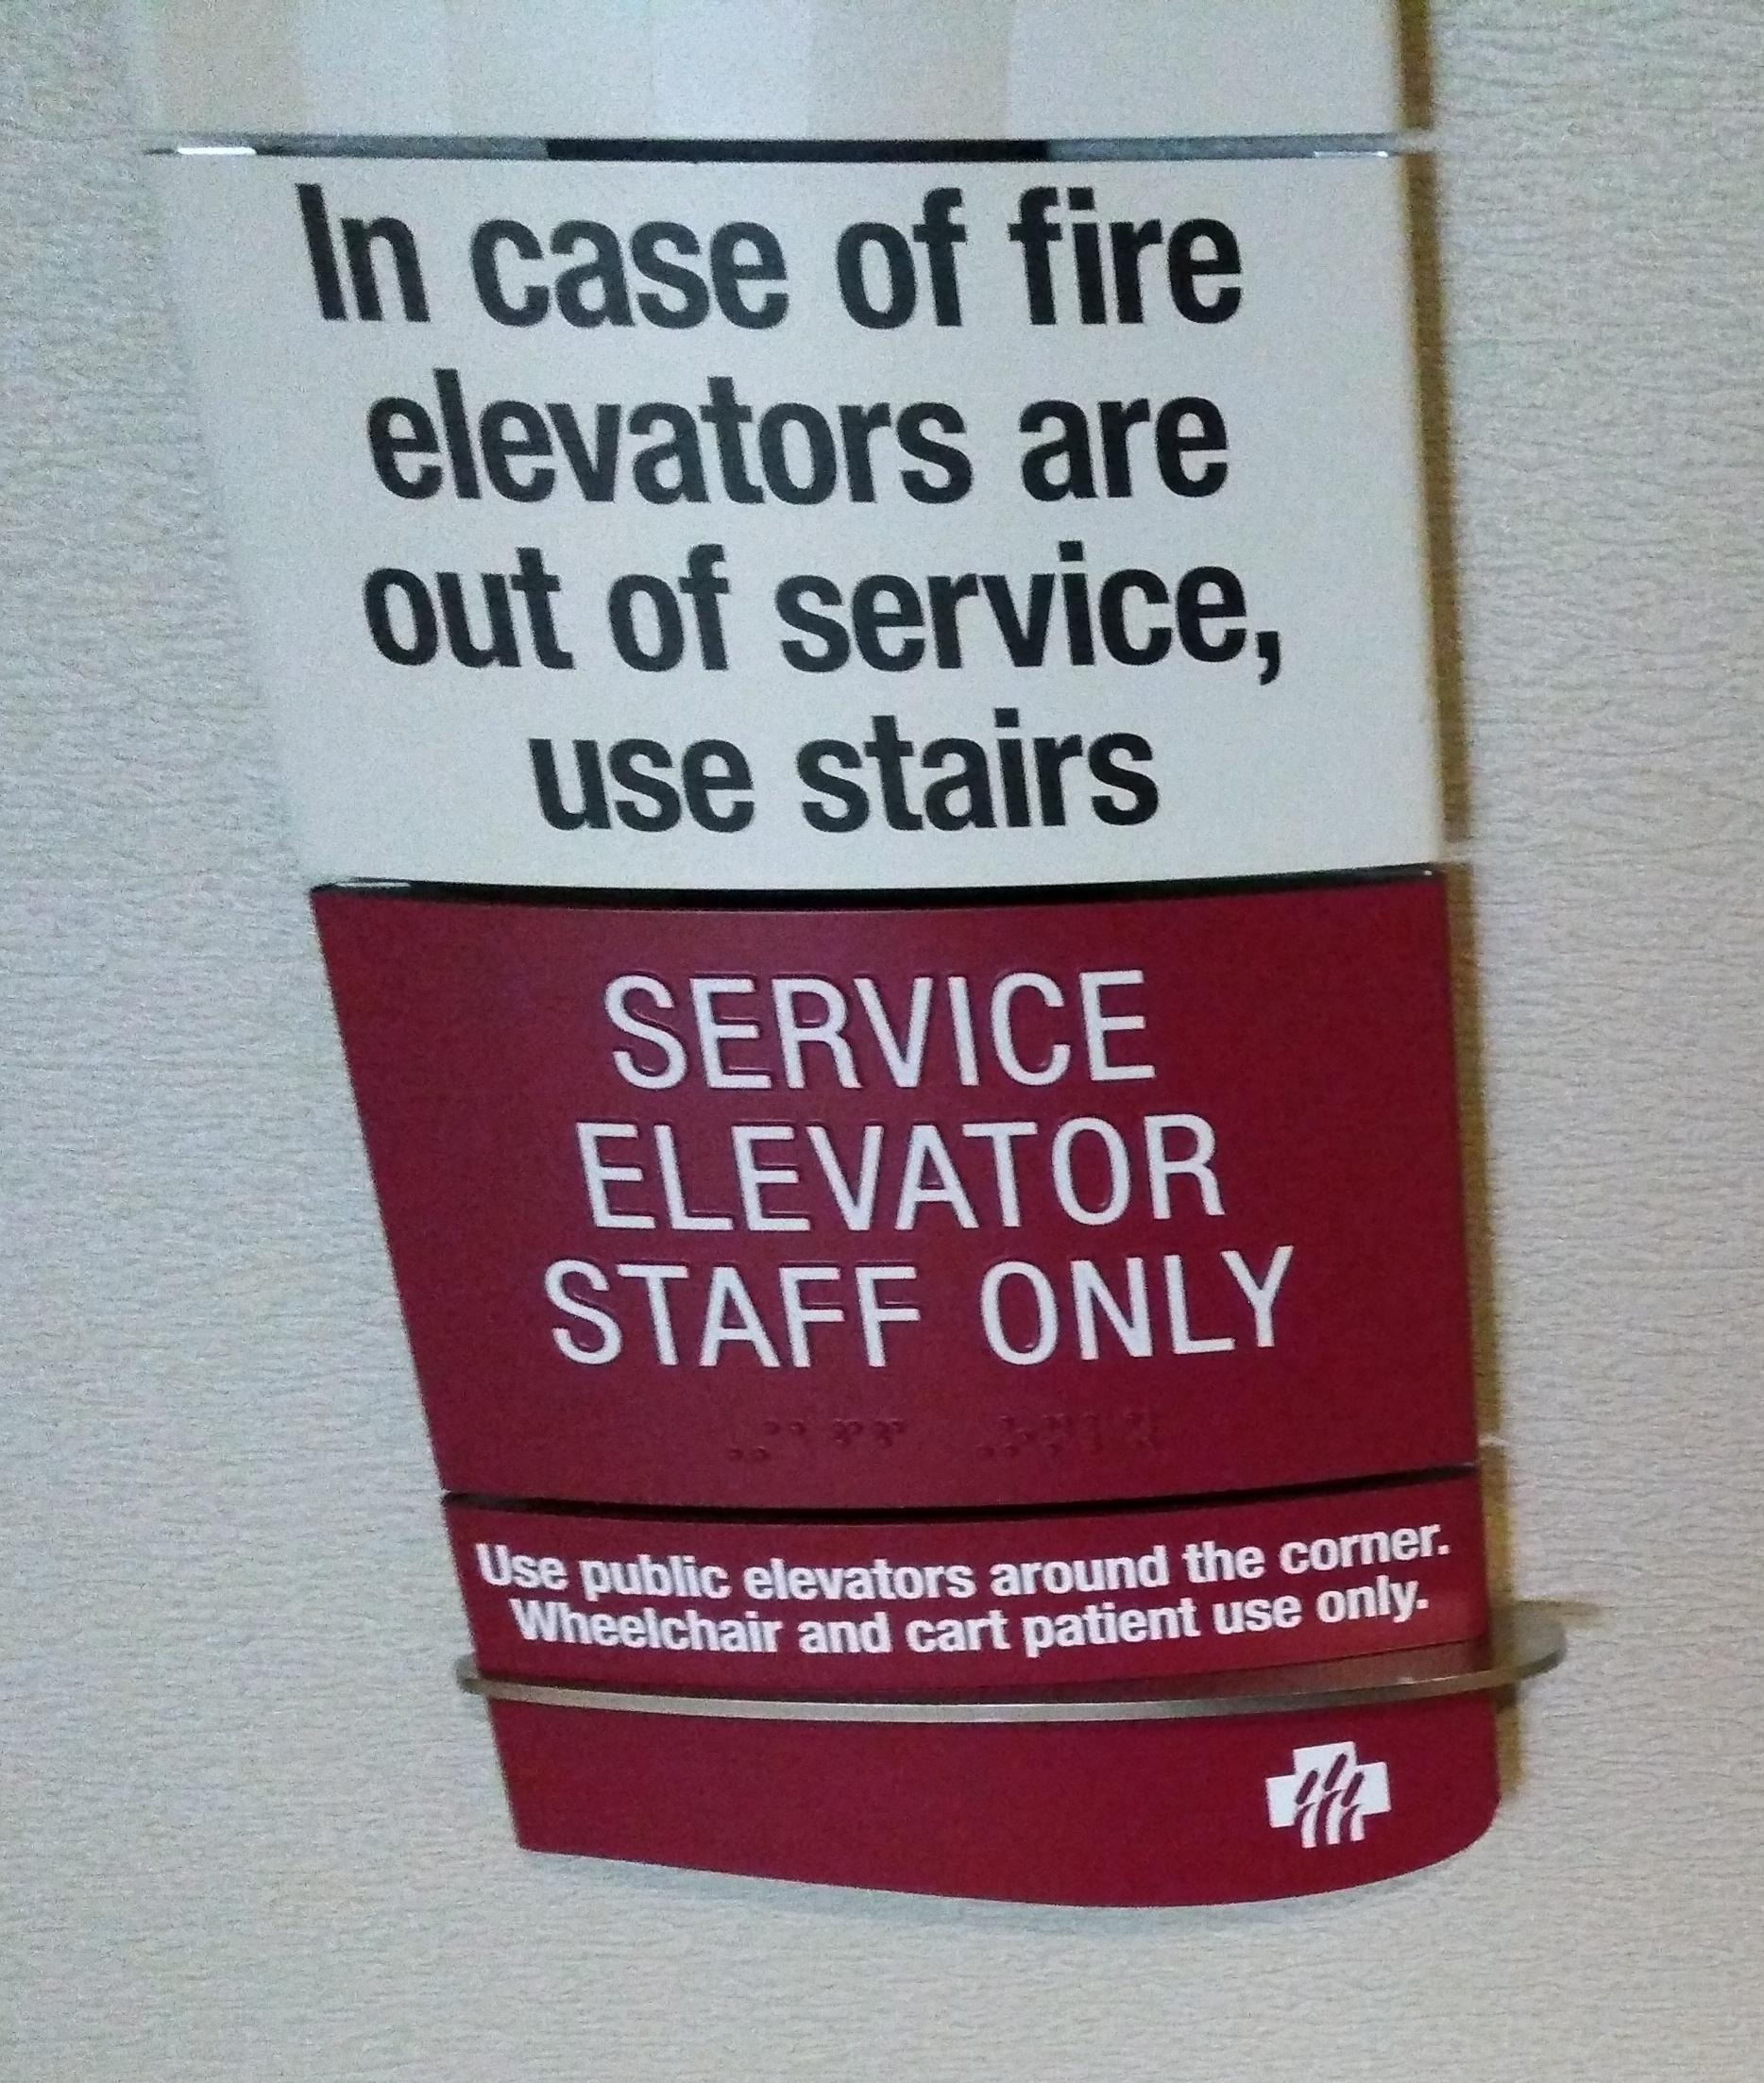 In case of fire
elevators are
out of service,
use stairs
SERVICE
ELEVATOR
STAFF ONLY
Use public elevators around the corner.
Wheelchair and cart patient use only.